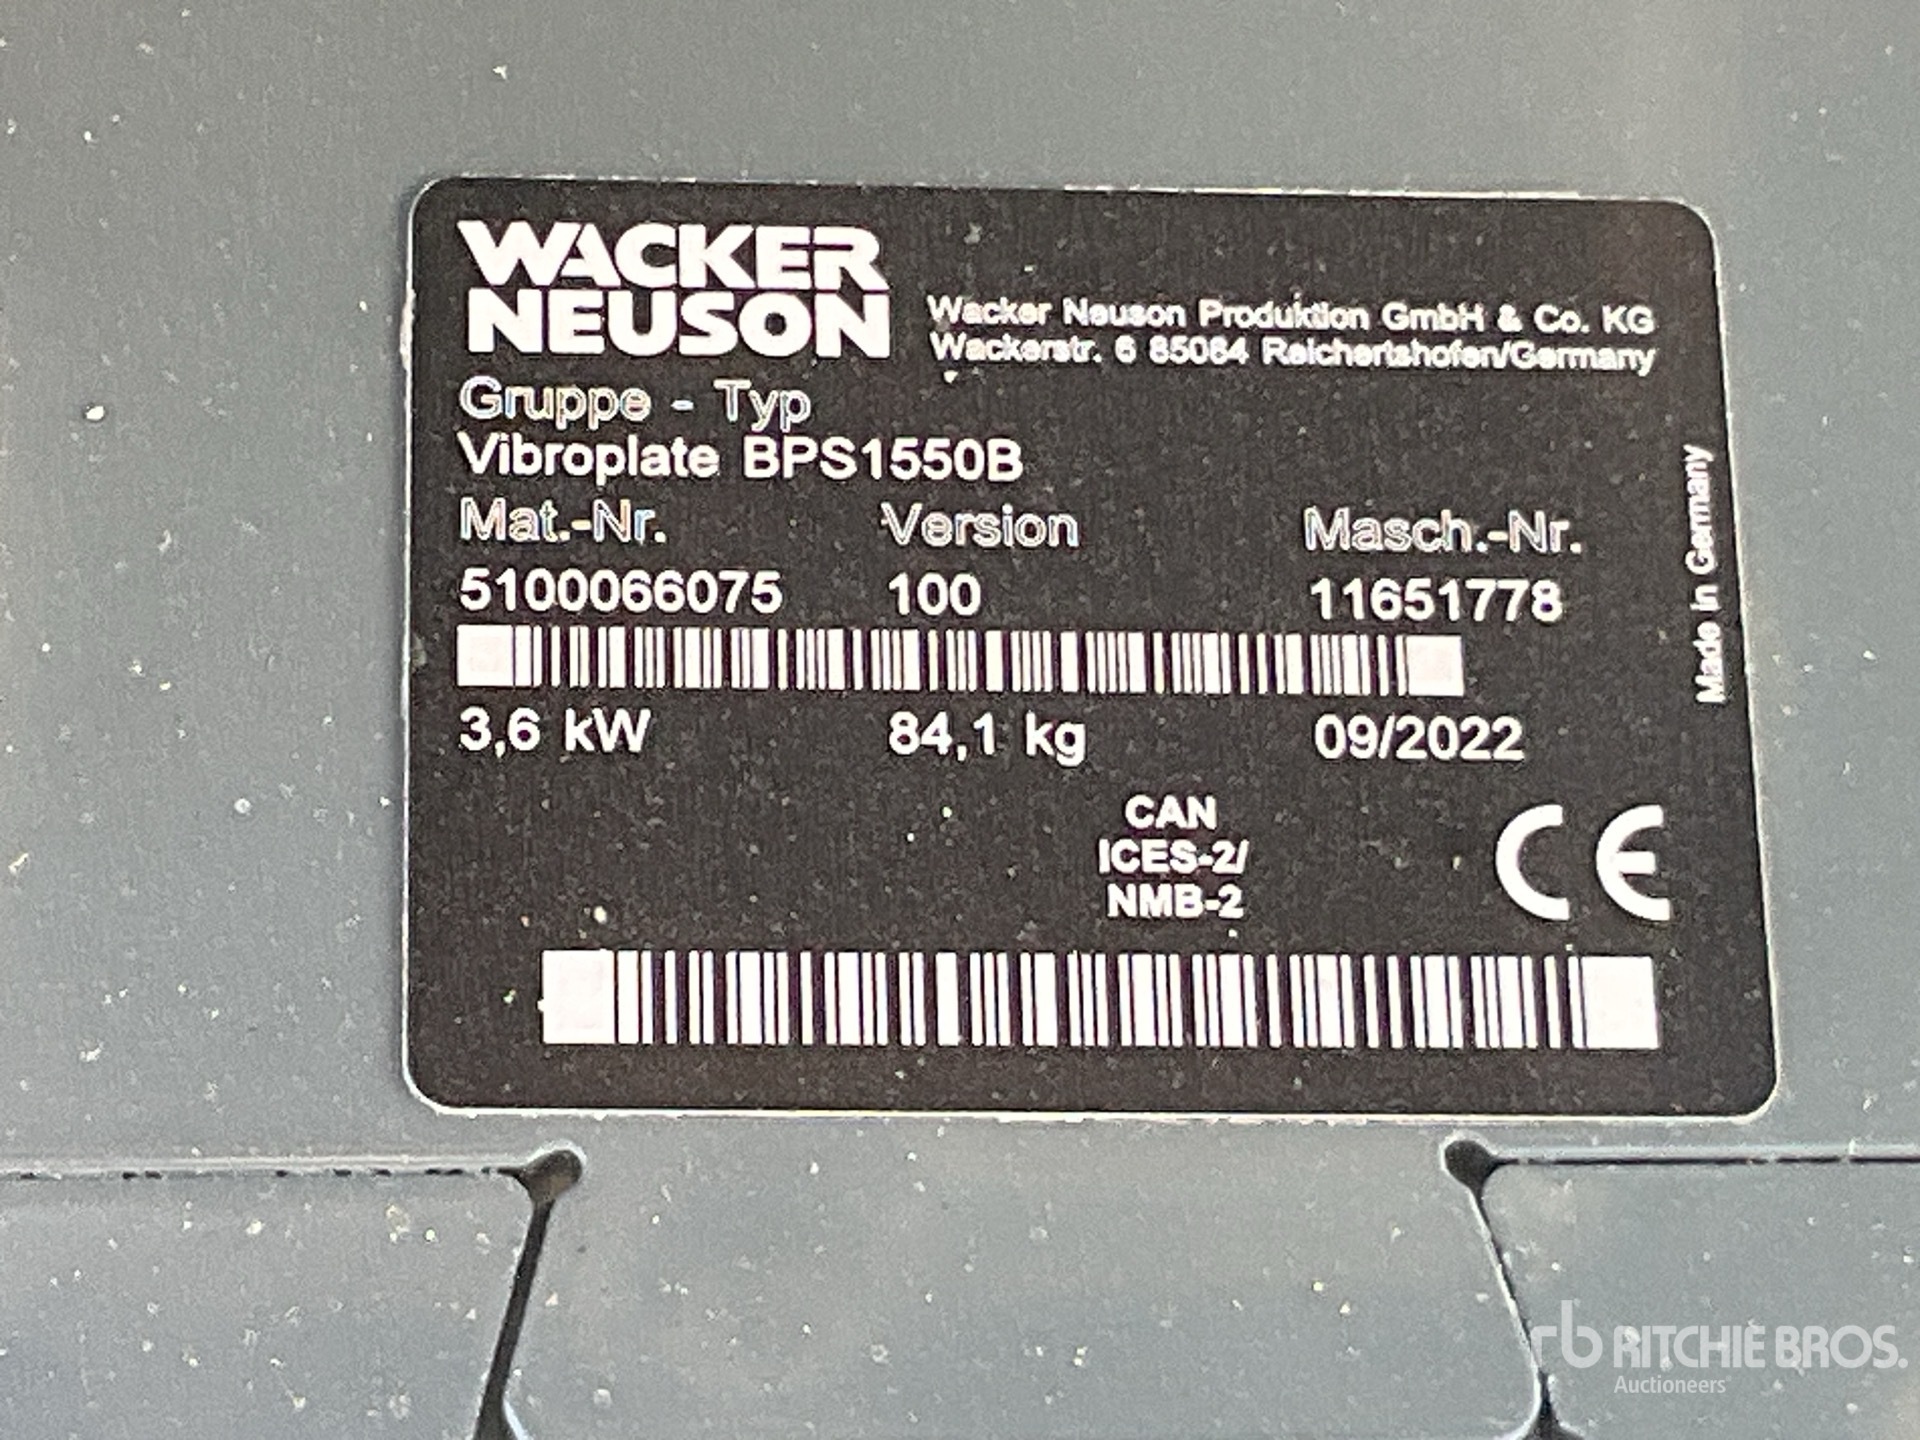 WACKER
NEUSON
Wacker Neuson Produktion GmbH & Co. KG
Wackerstr. 6 85084 Reichertshofen/Germany
Gruppe - Typ
Vibroplate BPS1550B
Mat.-Nr. Version Masch.-Nr.
5100066075 100 11651778
3,6 kW 84,1 kg 09/2022
Made in Germany
CAN
ICES-2/
NMB-2
CE
rb RITCHIE BROS.
Auctioneers